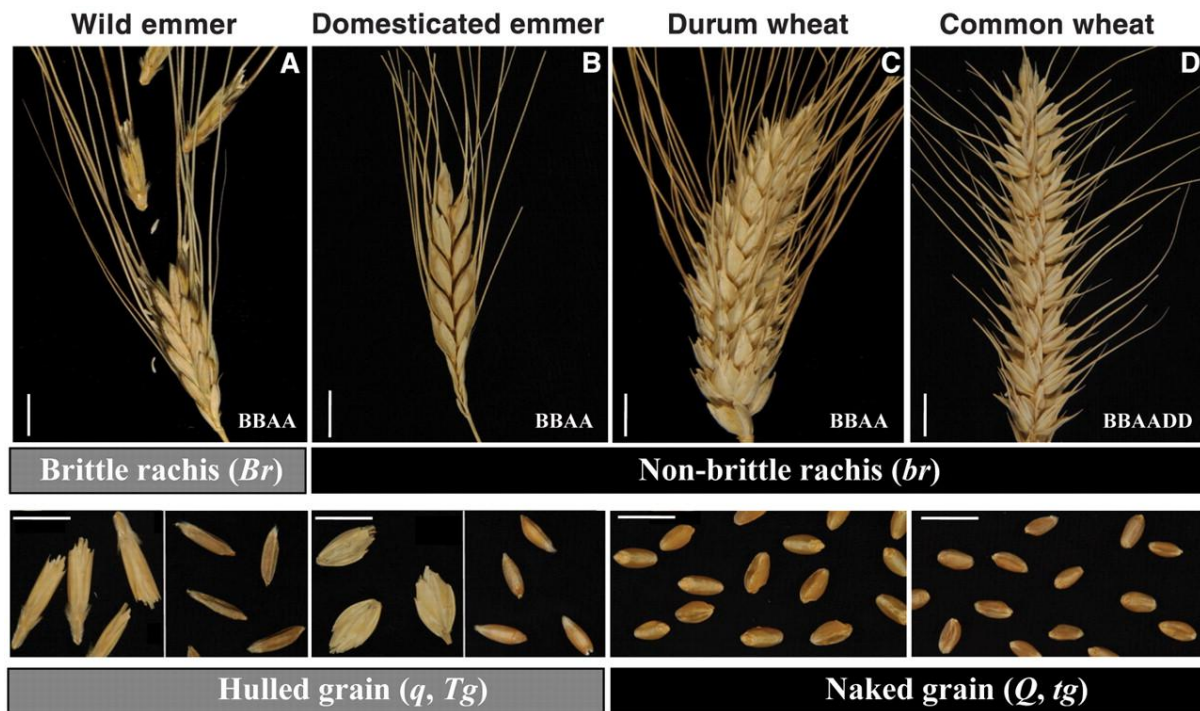 Wild emmer
Domesticated emmer
Durum wheat
Common wheat
A
B
C
D
BBAA
BBAA
BBAA
BBAADD
Brittle rachis (Br)
Non-brittle rachis (br)
Hulled grain (q, Tg)
Naked grain (Q, tg)